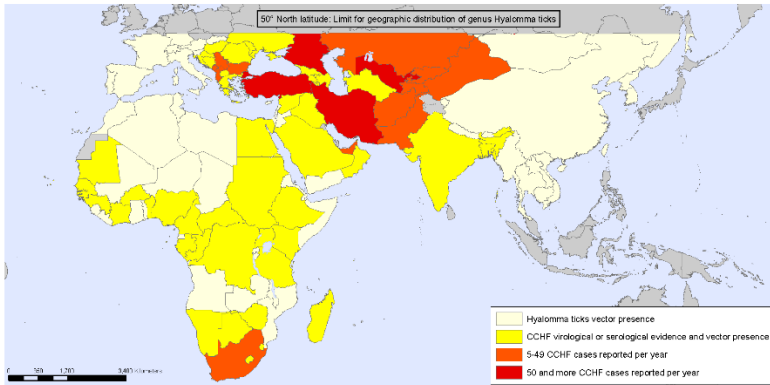 50° North latitude: Limit for geographic distribution of genus Hyalomma ticks
Hyalomma ticks vector presence
CCHF virological or serological evidence and vector presence
5-49 CCHF cases reported per year
50 and more CCHF cases reported per year
kilometers